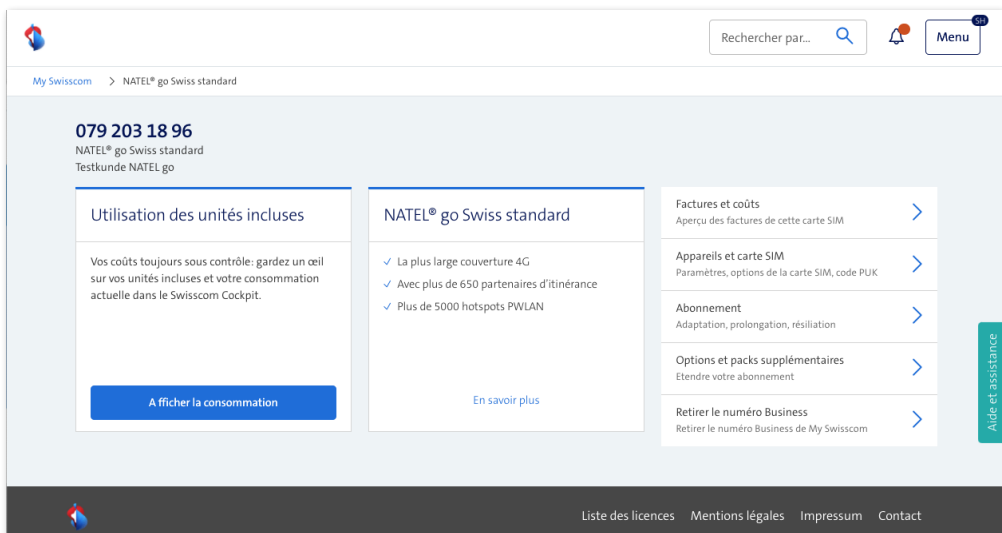 Rechercher par...
SH
Menu
My Swisscom > NATEL® go Swiss standard
079 203 18 96
NATEL® go Swiss standard
Testkunde NATEL go
Utilisation des unités incluses
Vos coûts toujours sous contrôle: gardez un œil
sur vos unités incluses et votre consommation
actuelle dans le Swisscom Cockpit.
A fficher la consommation
NATEL® go Swiss standard
La plus large couverture 4G
Avec plus de 650 partenaires d'itinérance
Plus de 5000 hotspots PWLAN
En savoir plus
Factures et coûts
Aperçu des factures de cette carte SIM
Appareils et carte SIM
Paramètres, options de la carte SIM, code PUK
Abonnement
Adaptation, prolongation, résiliation
Options et packs supplémentaires
Etendre votre abonnement
Retirer le numéro Business
Retirer le numéro Business de My Swisscom
Aide et assistance
Liste des licences Mentions légales Impressum Contact